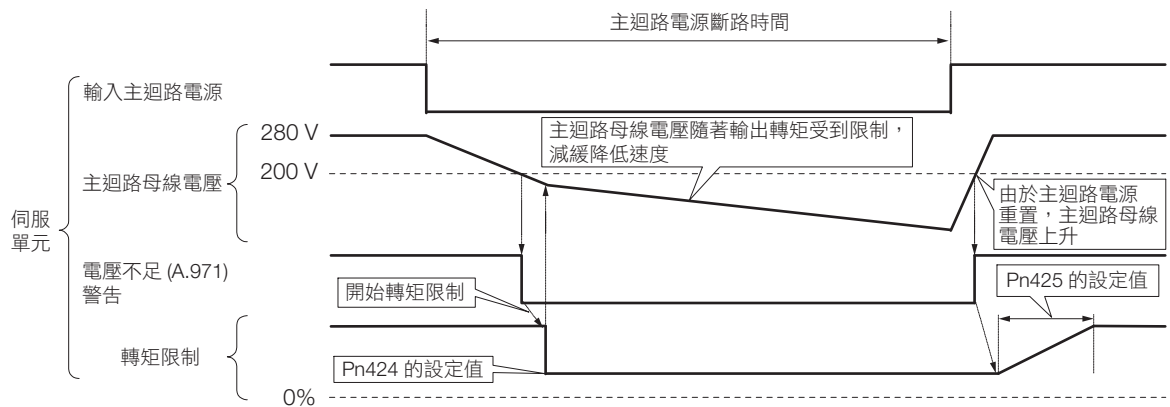 主迴路電源斷路時間
輸入主迴路電源
280 V
200 V
主迴路母線電壓
主迴路母線電壓隨著輸出轉矩受到限制，
減緩降低速度
由於主迴路電源
重置，主迴路母線
電壓上升
伺服
單元
電壓不足 (A.971)
警告
開始轉矩限制
Pn425 的設定值
轉矩限制
Pn424 的設定值
0%